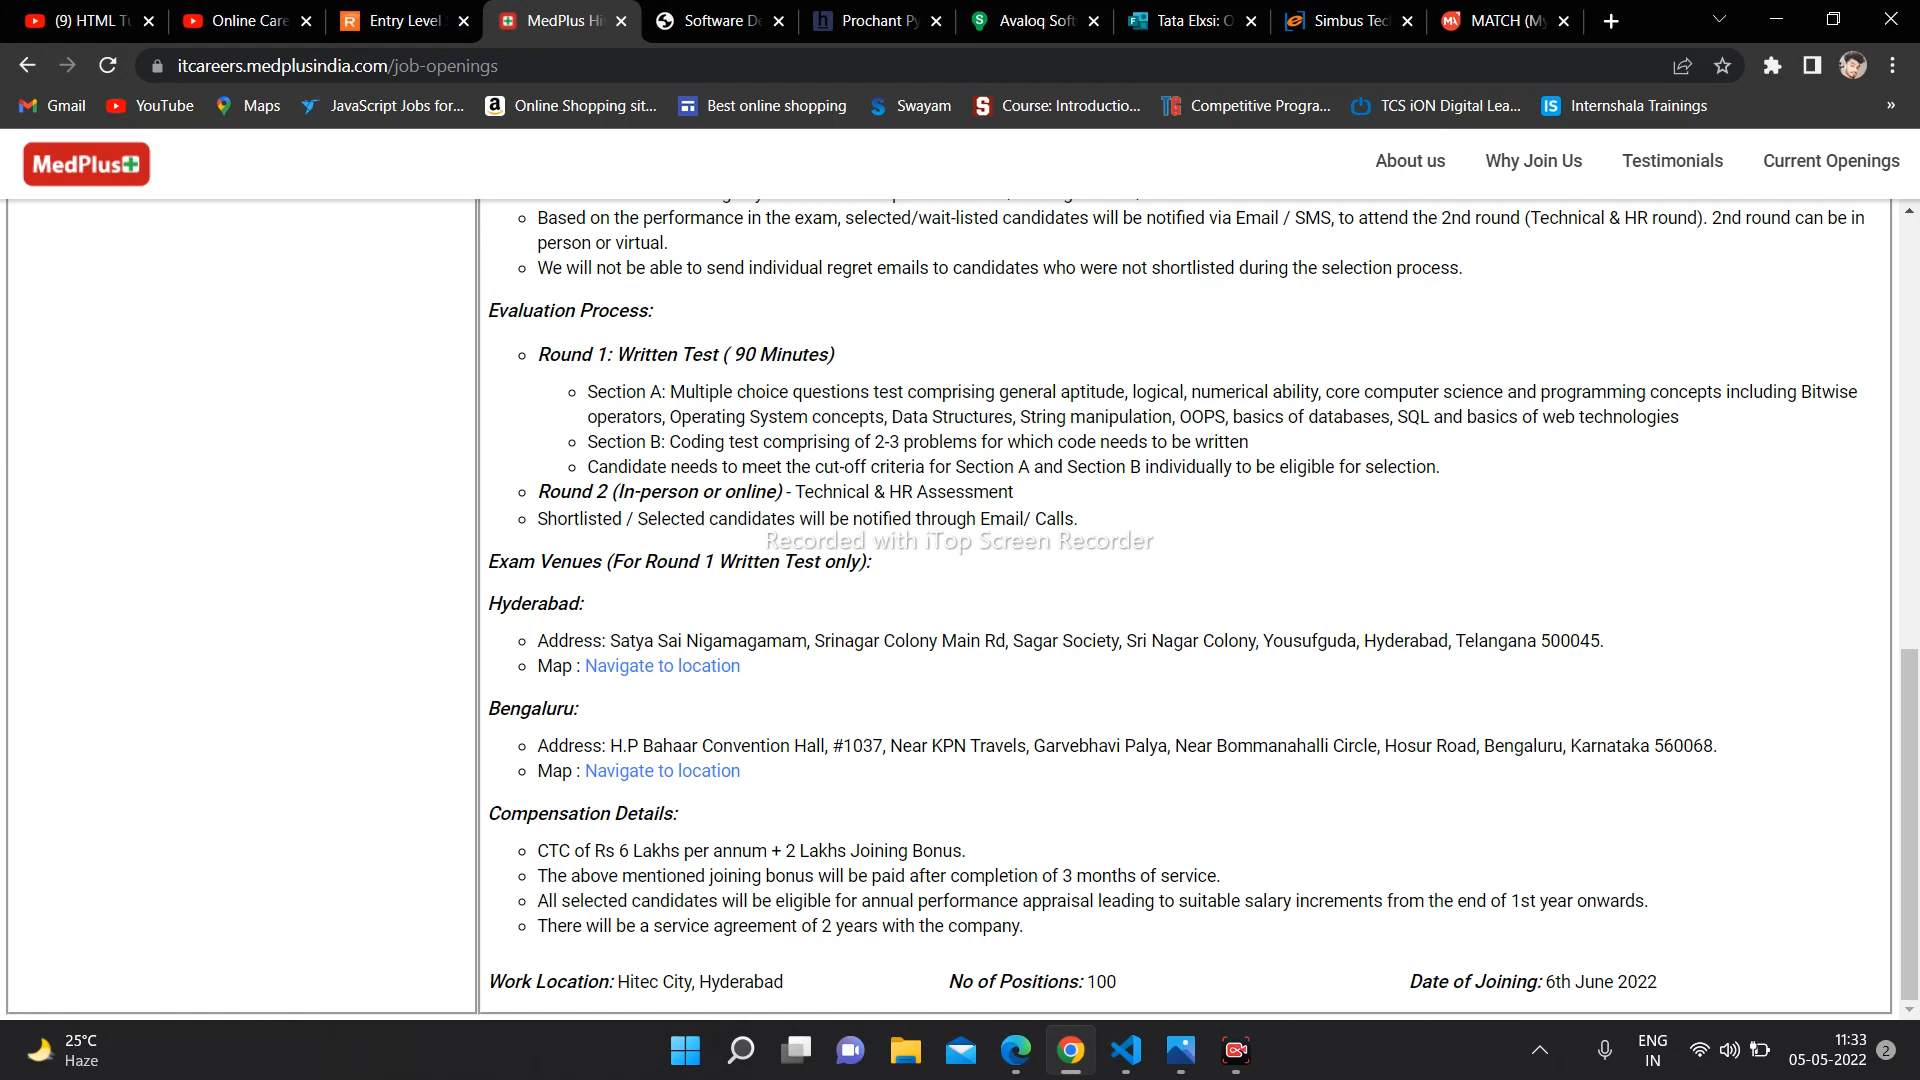 (9) HTML Tu
Online Care
Entry Level
MedPlus Hi
Software De
Prochant Py
Avaloq Soft
Tata Elxsi: O
Simbus Tec
MATCH (My
itcareers.medplusindia.com/job-openings
Gmail
YouTube
Maps
JavaScript Jobs for...
Online Shopping sit...
Best online shopping
Swayam
Course: Introductio...
Competitive Progra...
TCS iON Digital Lea...
Internshala Trainings
MedPlus
About us
Why Join Us
Testimonials
Current Openings
Based on the performance in the exam, selected/wait-listed candidates will be notified via Email / SMS, to attend the 2nd round (Technical & HR round). 2nd round can be in
person or virtual.
We will not be able to send individual regret emails to candidates who were not shortlisted during the selection process.
Evaluation Process:
Round 1: Written Test ( 90 Minutes)
Section A: Multiple choice questions test comprising general aptitude, logical, numerical ability, core computer science and programming concepts including Bitwise
operators, Operating System concepts, Data Structures, String manipulation, OOPS, basics of databases, SQL and basics of web technologies
Section B: Coding test comprising of 2-3 problems for which code needs to be written
Candidate needs to meet the cut-off criteria for Section A and Section B individually to be eligible for selection.
Round 2 (In-person or online) - Technical & HR Assessment
Shortlisted / Selected candidates will be notified through Email/ Calls.
Recorded with iTop Screen Recorder
Exam Venues (For Round 1 Written Test only):
Hyderabad:
Address: Satya Sai Nigamagamam, Srinagar Colony Main Rd, Sagar Society, Sri Nagar Colony, Yousufguda, Hyderabad, Telangana 500045.
Map : Navigate to location
Bengaluru:
Address: H.P Bahaar Convention Hall, #1037, Near KPN Travels, Garvebhavi Palya, Near Bommanahalli Circle, Hosur Road, Bengaluru, Karnataka 560068.
Map : Navigate to location
Compensation Details:
CTC of Rs 6 Lakhs per annum + 2 Lakhs Joining Bonus.
The above mentioned joining bonus will be paid after completion of 3 months of service.
All selected candidates will be eligible for annual performance appraisal leading to suitable salary increments from the end of 1st year onwards.
There will be a service agreement of 2 years with the company.
Work Location: Hitec City, Hyderabad
No of Positions: 100
Date of Joining: 6th June 2022
25°C
Haze
ENG
IN
11:33
05-05-2022
2